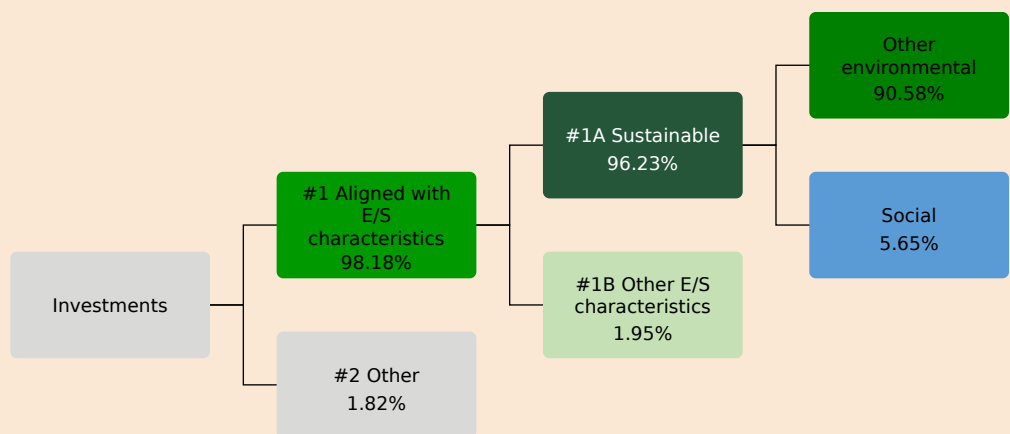 Investments
#1 Aligned with
E/S
characteristics
98.18%
#2 Other
1.82%
#1A Sustainable
96.23%
#1B Other E/S
characteristics
1.95%
Other
environmental
90.58%
Social
5.65%